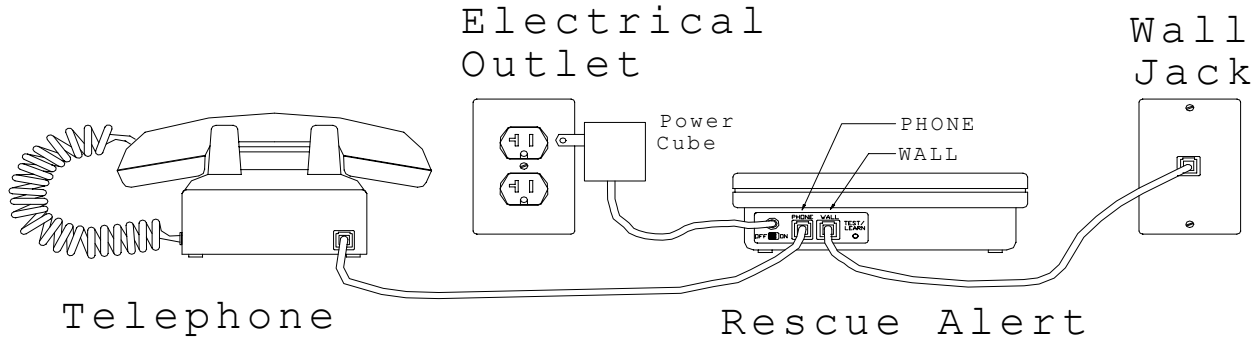 Electrical
Outlet
Wall
Jack
Power
Cube
PHONE
WALL
PHONE WALL
TEST/
LEARN
OFF ON
Telephone
Rescue Alert